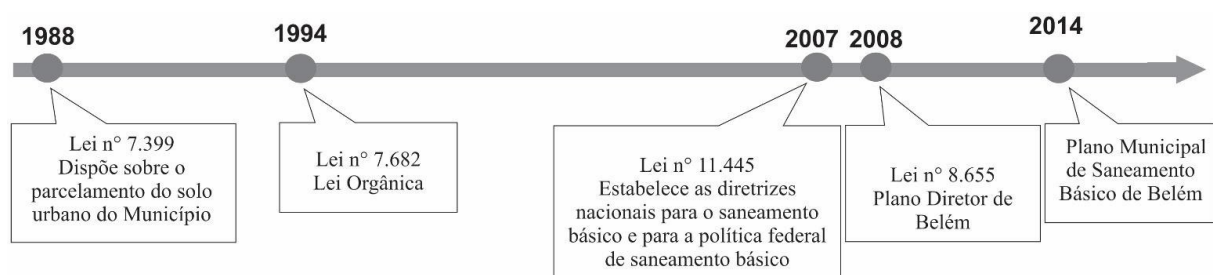 1988
1994
2007
2008
2014
Lei n° 7.399
Dispõe sobre o
parcelamento do solo
urbano do Município
Lei n° 7.682
Lei Orgânica
Lei n° 11.445
Estabelece as diretrizes
nacionais para o saneamento
básico e para a política federal
de saneamento básico
Lei n° 8.655
Plano Diretor de
Belém
Plano Municipal
de Saneamento
Básico de Belém